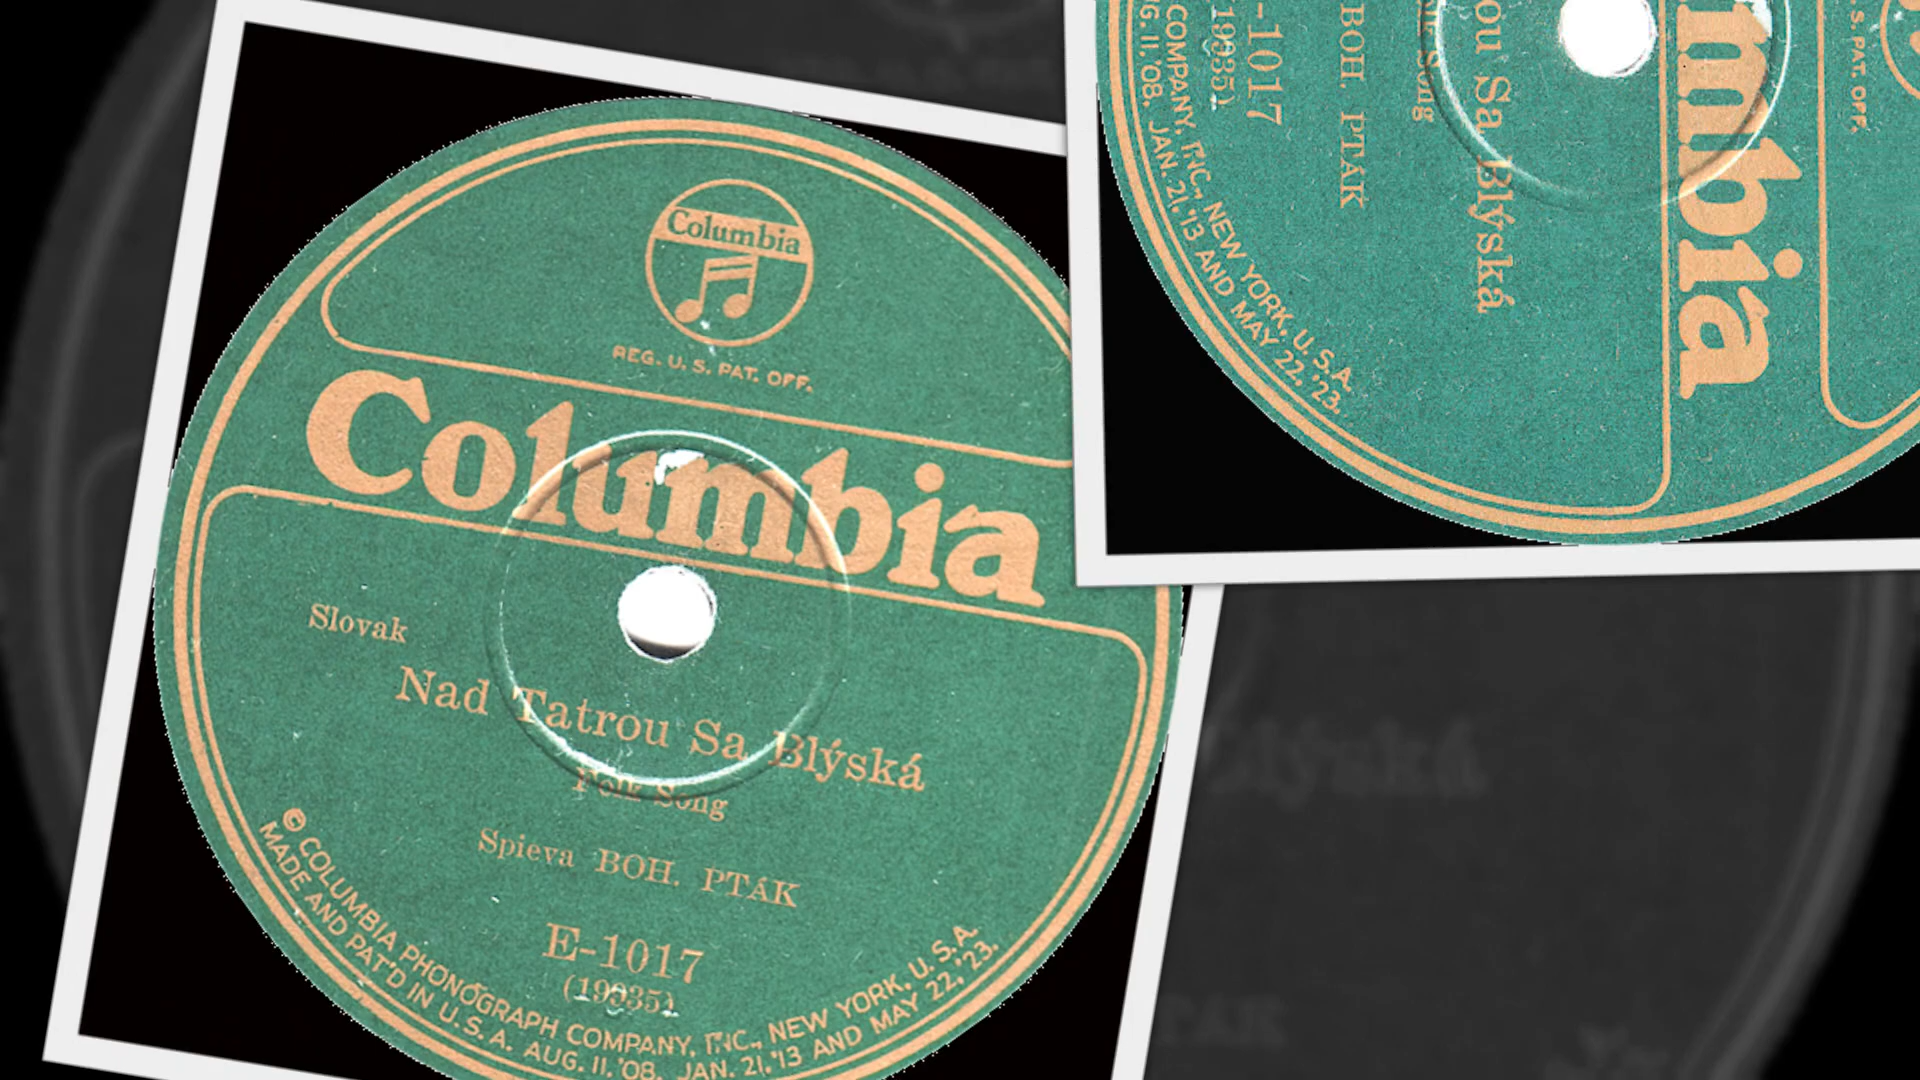 Columbia
REG. U. S. PAT. OFF.
Columbia
Slovak
Nad Tatrou Sa Blýská
Folk Song
Spieva BOH. PTÁK
E-1017
(19935)
© COLUMBIA PHONOGRAPH COMPANY, INC., NEW YORK, U. S. A.
MADE AND PAT'D IN U. S. A. AUG. 11, '08. JAN. 21, '13 AND MAY 22, '23.
S. PAT. OFF.
mbia
ou Sa Blýská
Song
BOH. PTÁK
-1017
19935)
COMPANY, INC., NEW YORK, U. S. A.
G. 11, '08. JAN. 21, '13 AND MAY 22, '23.
Blýská
PTÁK